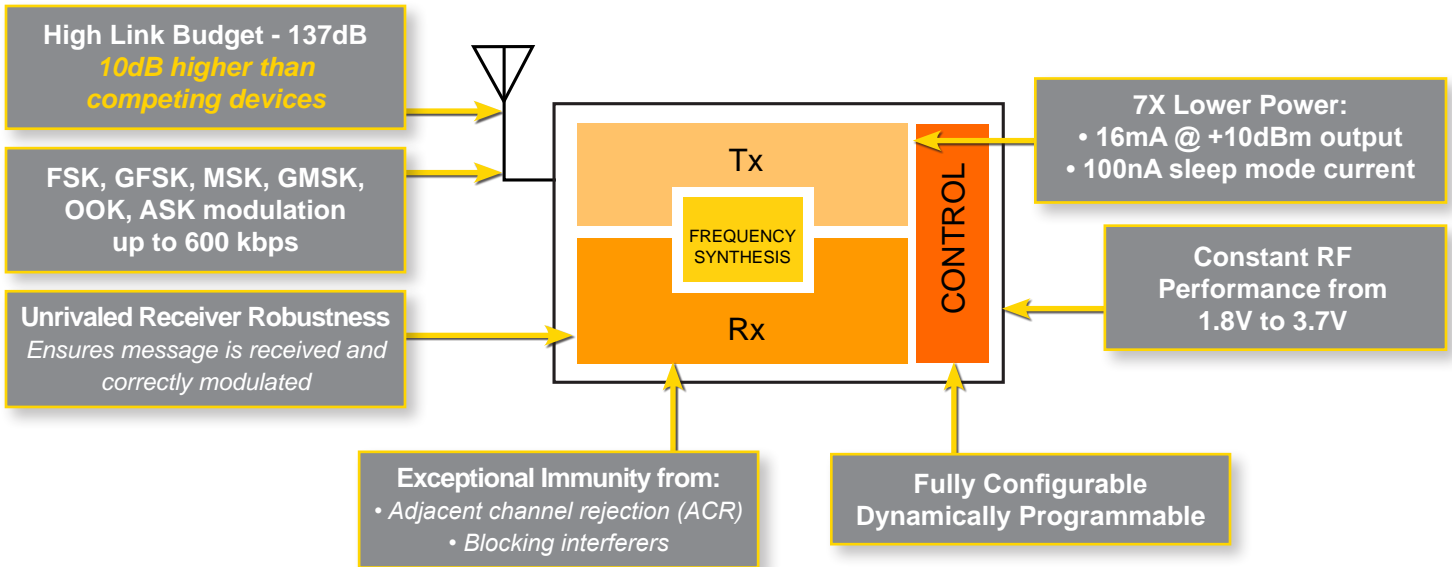 High Link Budget - 137dB
10dB higher than
competing devices
FSK, GFSK, MSK, GMSK,
OOK, ASK modulation
up to 600 kbps
Unrivaled Receiver Robustness
Ensures message is received and
correctly modulated
Tx
FREQUENCY
SYNTHESIS
Rx
CONTROL
7X Lower Power:
• 16mA @ +10dBm output
• 100nA sleep mode current
Constant RF
Performance from
1.8V to 3.7V
Exceptional Immunity from:
• Adjacent channel rejection (ACR)
• Blocking interferers
Fully Configurable
Dynamically Programmable